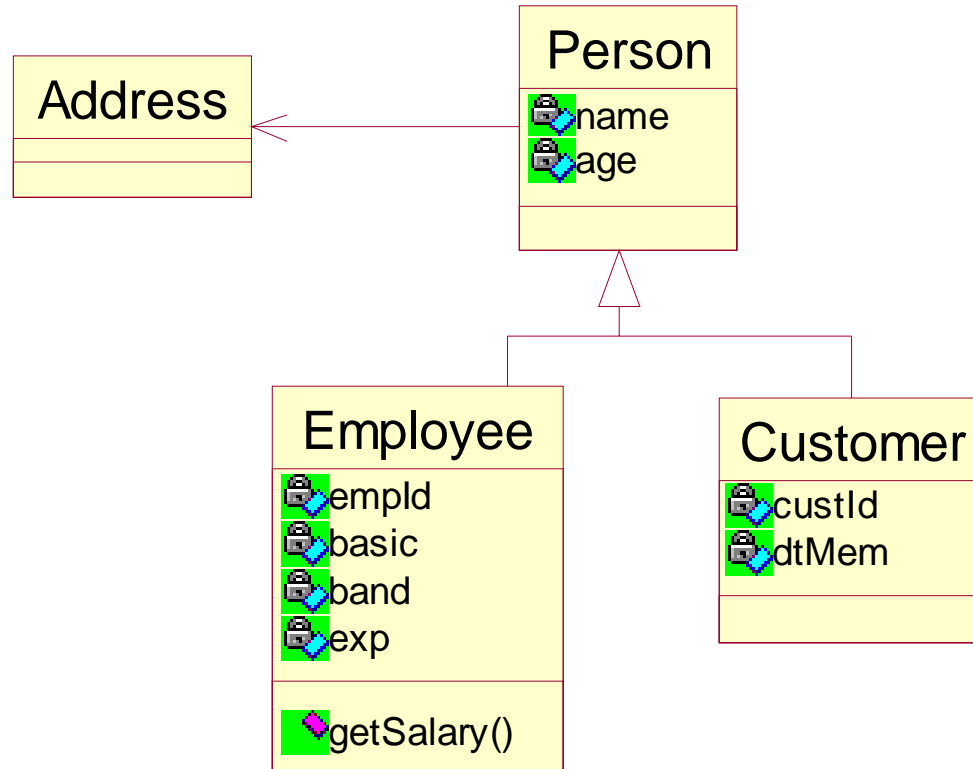 Person
name
age
Address
Employee
empId
basic
band
exp
getSalary()
Customer
custId
dtMem